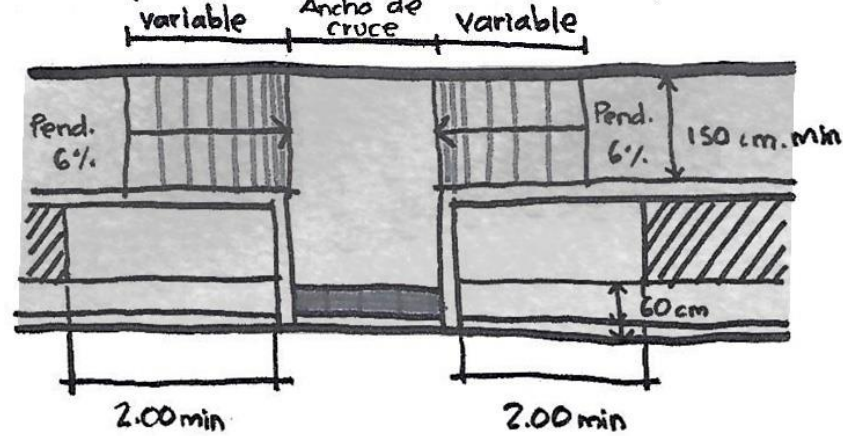 variable
Ancho de
cruce
variable
Pend.
6%
Pend.
6%
150 cm. min
60 cm
2.00 min
2.00 min